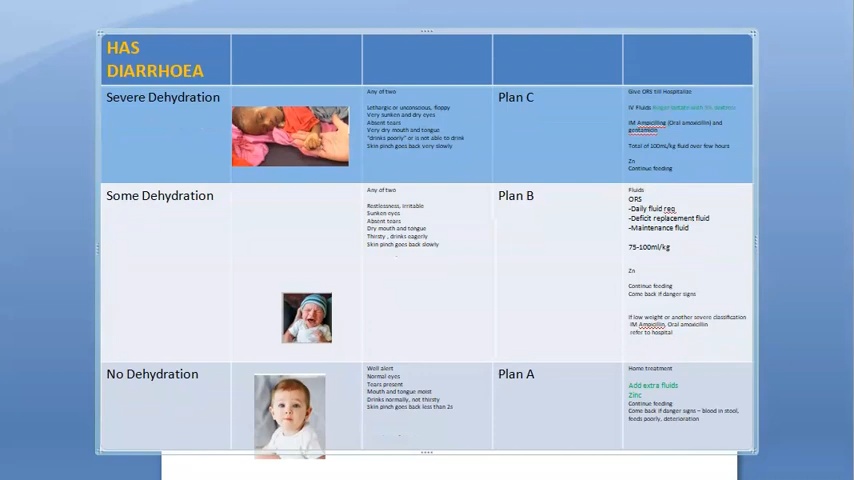 HAS
DIARRHOEA
Severe Dehydration
Any of two
Lethargic or unconscious, floppy
Very sunken and dry eyes
Absent tears
Very dry mouth and tongue
"drinks poorly" or is not able to drink
Skin pinch goes back very slowly
Plan C
Give ORS till Hospitalize
IV Fluids
IM Ampicilling (Oral amoxicillin) and
gentamicin
Total of 100mL/kg fluid over few hours
Zn
Continue feeding
Some Dehydration
Any of two
Restlessness, Irritable
Sunken eyes
Absent tears
Dry mouth and tongue
Thirsty , drinks eagerly
Skin pinch goes back slowly
Plan B
Fluids
ORS
-Daily fluid req
-Deficit replacement fluid
-Maintenance fluid
75-100ml/kg
Zn
Continue feeding
Come back if danger signs
If low weight or another severe classification
IM Ampicillin, Oral amoxicillin
refer to hospital
No Dehydration
Well alert
Normal eyes
Tears present
Mouth and tongue moist
Drinks normally, not thirsty
Skin pinch goes back less than 2s
Plan A
Home treatment
Add extra fluids
Zinc
Continue feeding
Come back if danger signs – blood in stool,
feeds poorly, deterioration